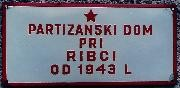 PARTIZANSKI DOM
PRI
RIBCI
OD 1943 L